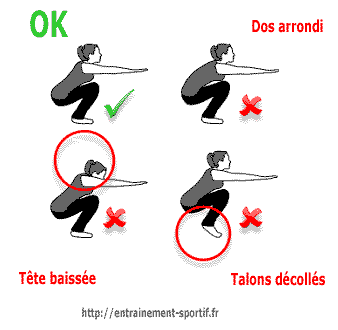 OK
Dos arrondi
Tête baissée
Talons décollés
http://entrainement-sportif.fr